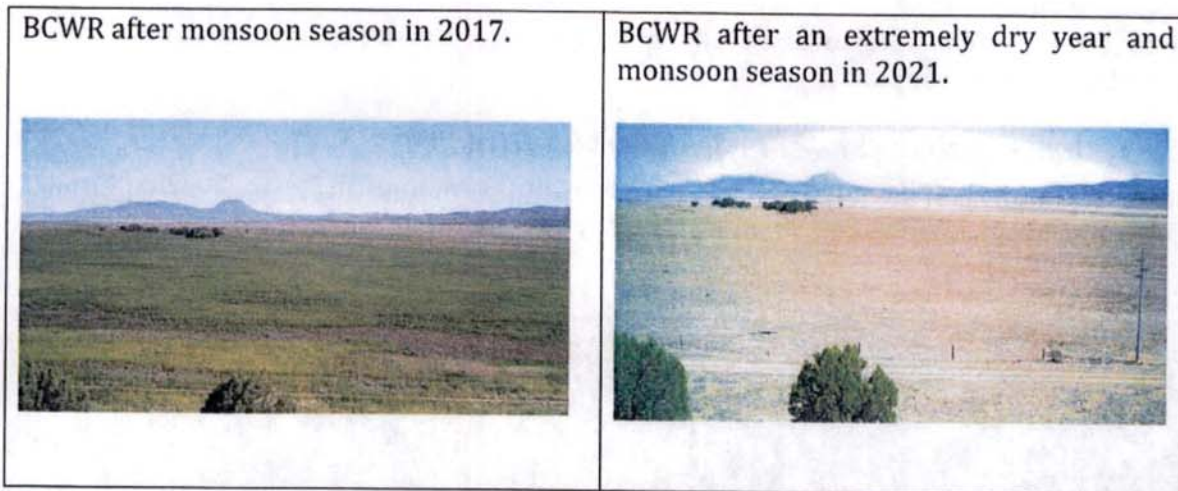 BCWR after monsoon season in 2017.
BCWR after an extremely dry year and
monsoon season in 2021.